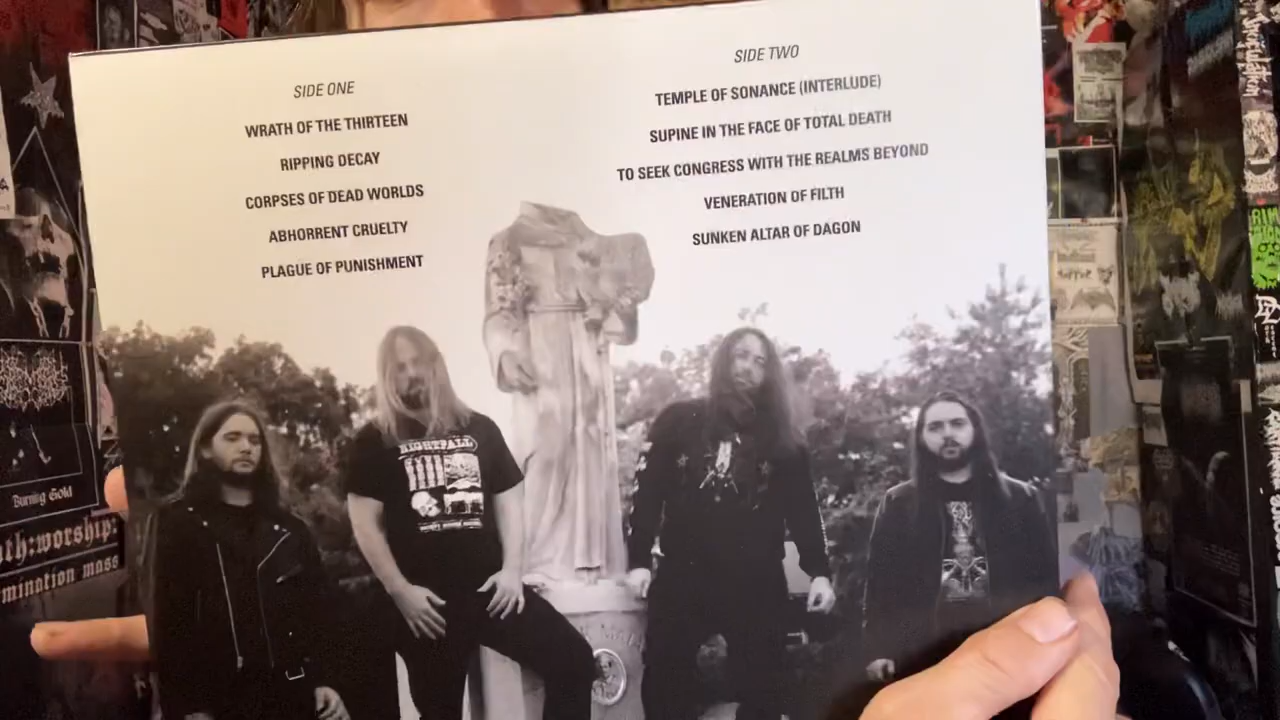 SIDE ONE
WRATH OF THE THIRTEEN
RIPPING DECAY
CORPSES OF DEAD WORLDS
ABHORRENT CRUELTY
PLAGUE OF PUNISHMENT
SIDE TWO
TEMPLE OF SONANCE (INTERLUDE)
SUPINE IN THE FACE OF TOTAL DEATH
TO SEEK CONGRESS WITH THE REALMS BEYOND
VENERATION OF FILTH
SUNKEN ALTAR OF DAGON
NIGHTFALL
Burning Gold
th:worship:
mination mass